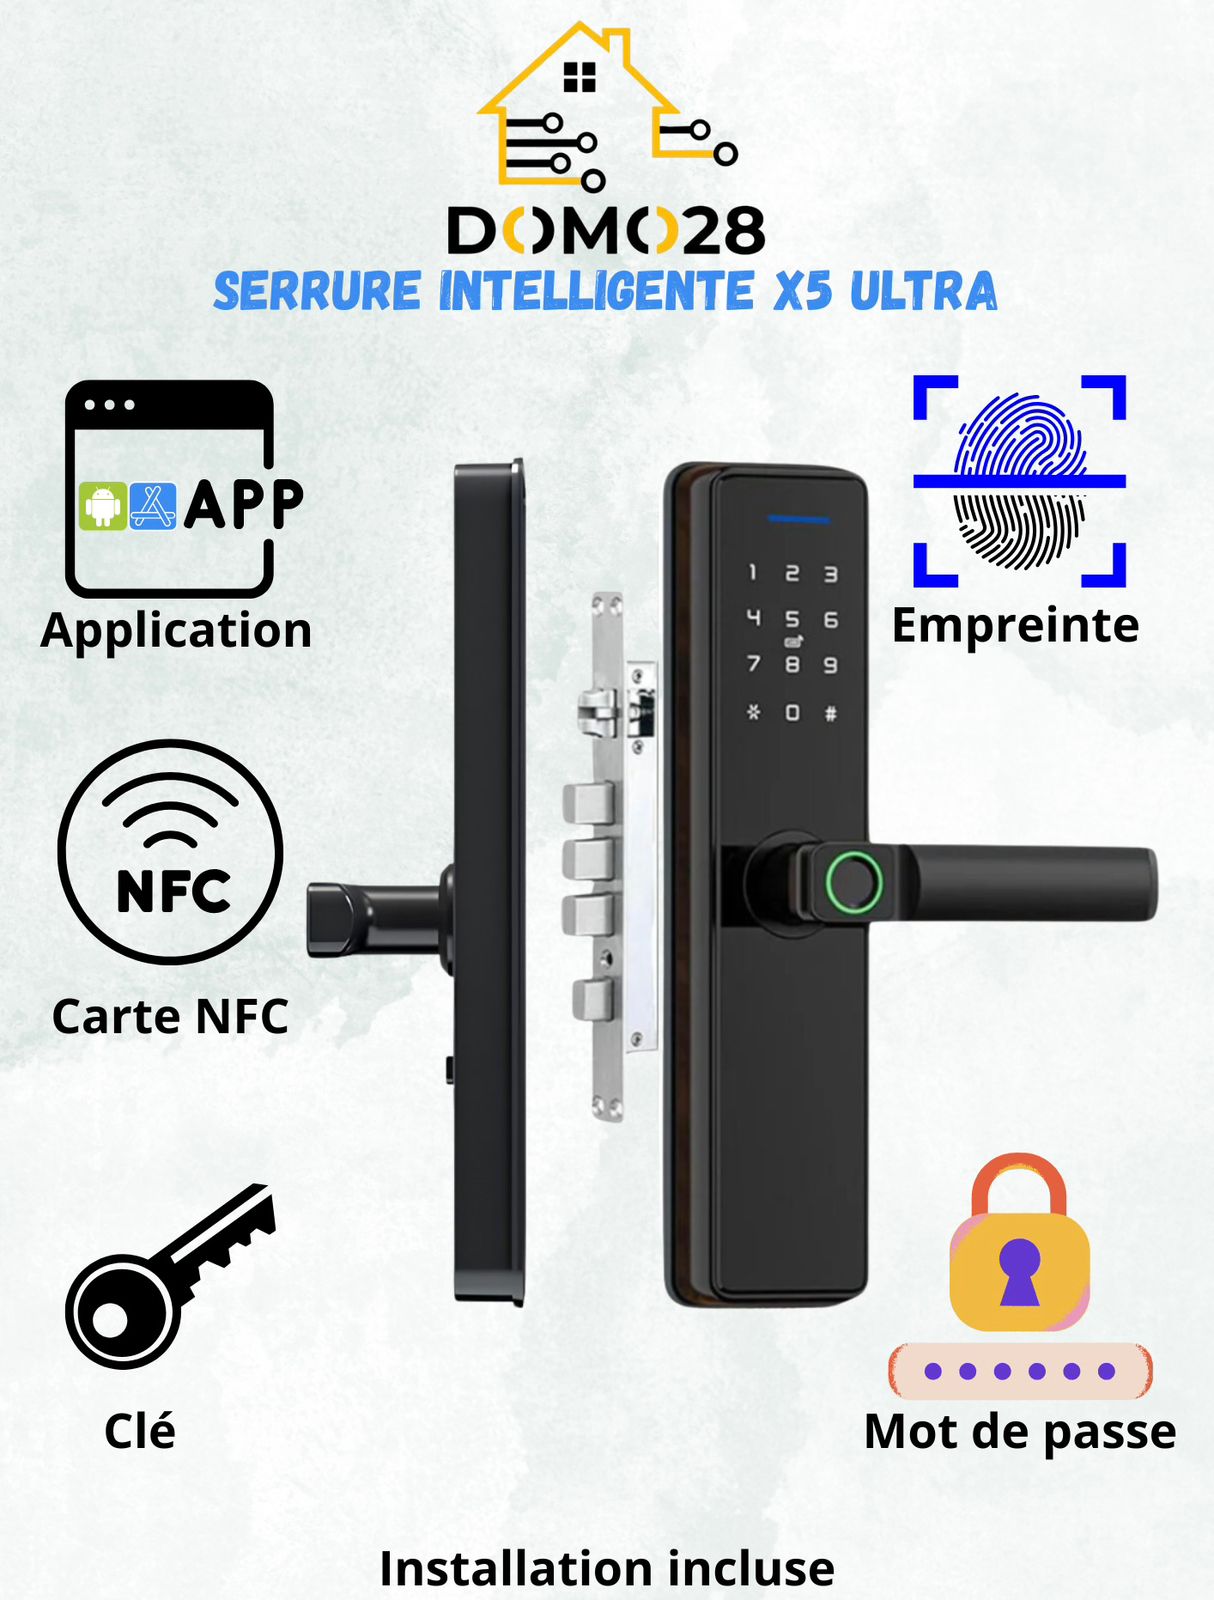 DOMO28
SERRURE INTELLIGENTE X5 ULTRA
APP
Application
Empreinte
1 2 3
4 5 6
7 8 9
* 0 #
NFC
Carte NFC
Clé
Mot de passe
Installation incluse